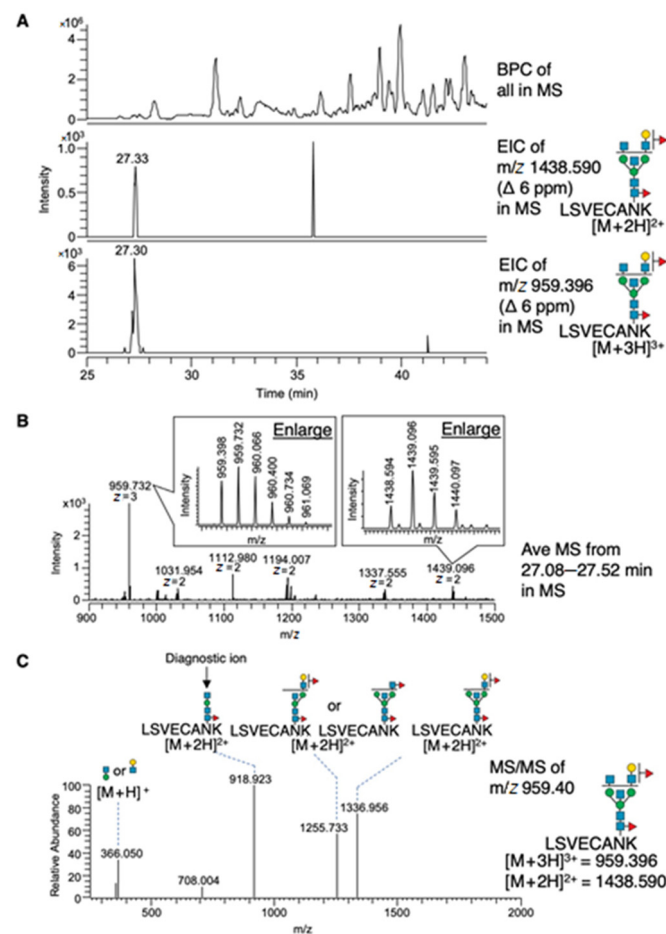 A
×10⁶
4
2
0
BPC of
all in MS
×10³
1.0
0.5
0
27.33
Intensity
EIC of
m/z 1438.590
(Δ 6 ppm)
in MS
LSVECANK
[M+2H]²⁺
×10³
6
4
2
0
27.30
EIC of
m/z 959.396
(Δ 6 ppm)
in MS
LSVECANK
[M+3H]³⁺
25
30
35
40
Time (min)
B
Enlarge
959.398
959.732
960.066
960.400
960.734
961.069
Intensity
m/z
Enlarge
1438.594
1439.096
1439.595
1440.097
Intensity
m/z
×10³
3
2
1
0
Intensity
959.732
z=3
1031.954
z=2
1112.980
z=2
1194.007
z=2
1337.555
z=2
1439.096
z=2
900
1000
1100
1200
1300
1400
1500
m/z
Ave MS from
27.08–27.52 min
in MS
C
Diagnostic ion
or
LSVECANK LSVECANK LSVECANK LSVECANK
[M+2H]²⁺ [M+2H]²⁺ [M+2H]²⁺
or
[M+H]⁺
100
80
60
40
20
0
Relative Abundance
366.050
708.004
918.923
1255.733
1336.956
500
1000
1500
2000
m/z
MS/MS of
m/z 959.40
LSVECANK
[M+3H]³⁺ = 959.396
[M+2H]²⁺ = 1438.590